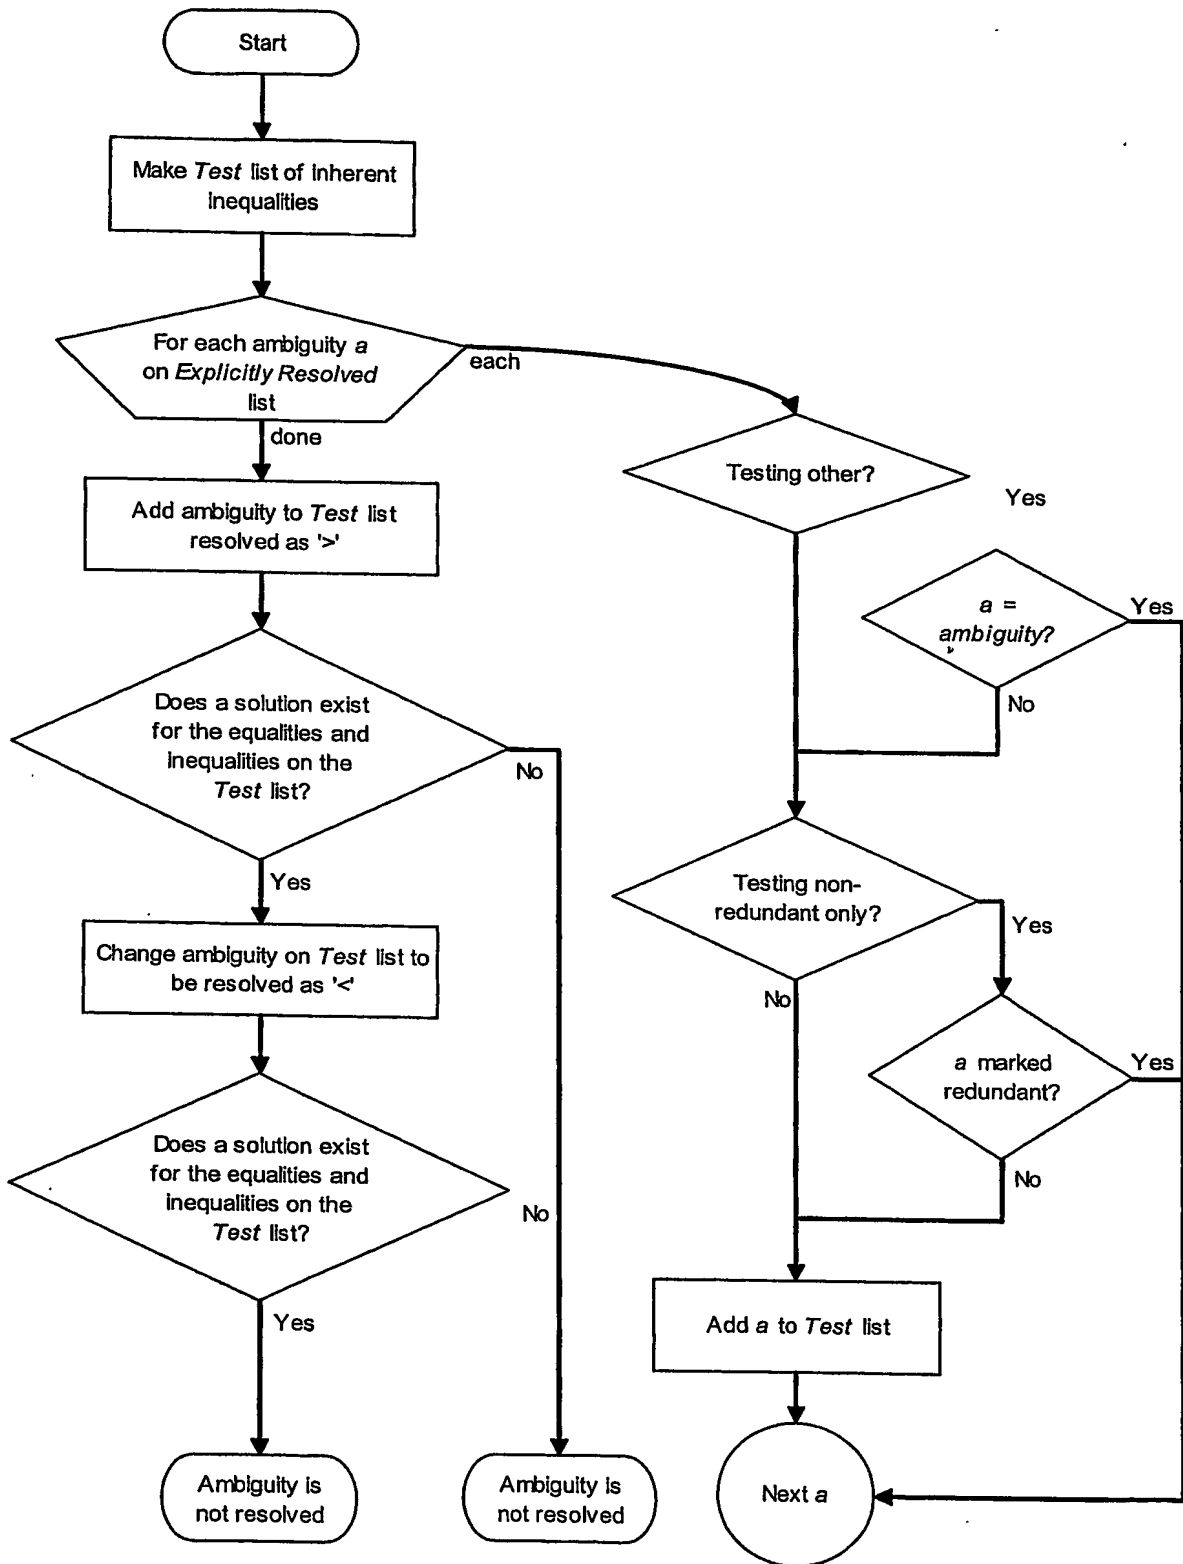 Start
Make Test list of inherent
inequalities
For each ambiguity a
on Explicitly Resolved
list
each
done
Add ambiguity to Test list
resolved as '>'
Does a solution exist
for the equalities and
inequalities on the
Test list?
No
Yes
Change ambiguity on Test list to
be resolved as '<'
Does a solution exist
for the equalities and
inequalities on the
Test list?
No
Yes
Ambiguity is
not resolved
Ambiguity is
not resolved
Testing other?
Yes
a =
ambiguity?
Yes
No
Testing non-
redundant only?
Yes
No
a marked
redundant?
Yes
No
Add a to Test list
Next a